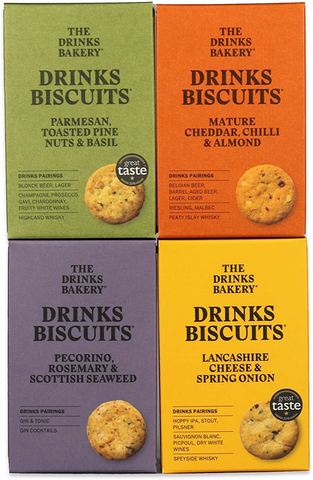 THE
DRINKS
BAKERY®
DRINKS
BISCUITS®
PARMESAN,
TOASTED PINE
NUTS & BASIL
DRINKS PAIRINGS
BLONDE BEER, LAGER
CHAMPAGNE, PROSECCO,
GAVI, CHARDONNAY,
FRUITY WHITE WINES
HIGHLAND WHISKY
great
taste
THE
DRINKS
BAKERY®
DRINKS
BISCUITS®
MATURE
CHEDDAR, CHILLI
& ALMOND
DRINKS PAIRINGS
BELGIAN BEER,
BARREL-AGED BEER,
LAGER, CIDER
RIESLING, MALBEC
PEATY ISLAY WHISKY
THE
DRINKS
BAKERY®
DRINKS
BISCUITS®
PECORINO,
ROSEMARY &
SCOTTISH SEAWEED
DRINKS PAIRINGS
GIN & TONIC
GIN COCKTAILS
THE
DRINKS
BAKERY®
DRINKS
BISCUITS®
LANCASHIRE
CHEESE &
SPRING ONION
DRINKS PAIRINGS
HOPPY IPA, STOUT,
PILSNER
SAUVIGNON BLANC,
PICPOUL, DRY WHITE
WINES
SPEYSIDE WHISKY
great
taste